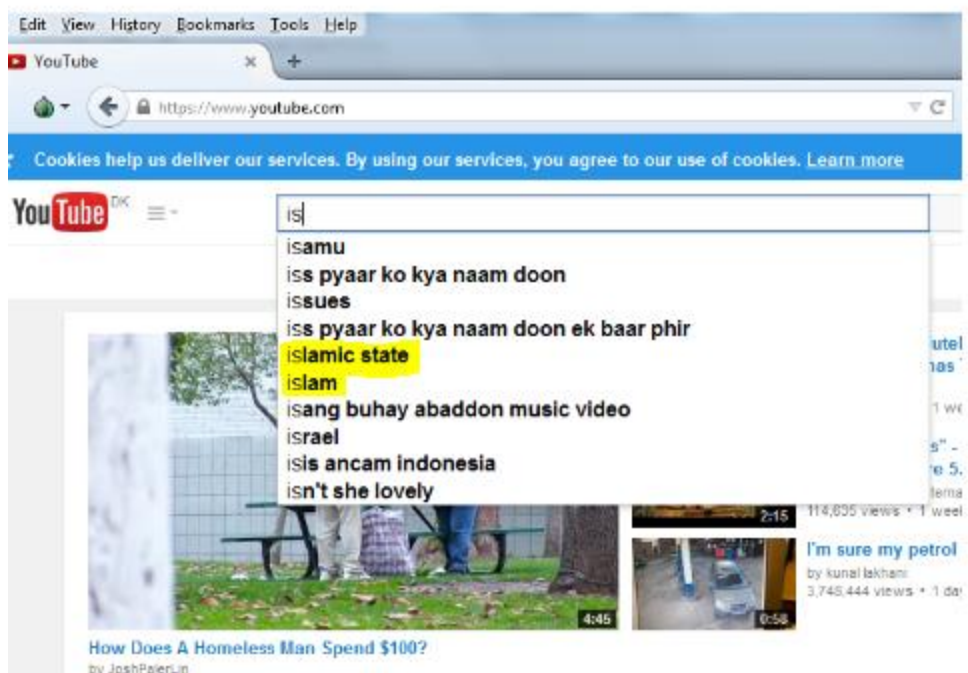 Edit View History Bookmarks Tools Help
YouTube × +
https://www.youtube.com
Cookies help us deliver our services. By using our services, you agree to our use of cookies. Learn more
YouTube DK
is
isamu
iss pyaar ko kya naam doon
issues
iss pyaar ko kya naam doon ek baar phir
islamic state
islam
isang buhay abaddon music video
israel
isis ancam indonesia
isn't she lovely
2:15
114,635 views • 1 week
I'm sure my petrol
by kunal lakhani
3,746,444 views • 1 day
4:45
0:58
How Does A Homeless Man Spend $100?
by JoshPalerLin